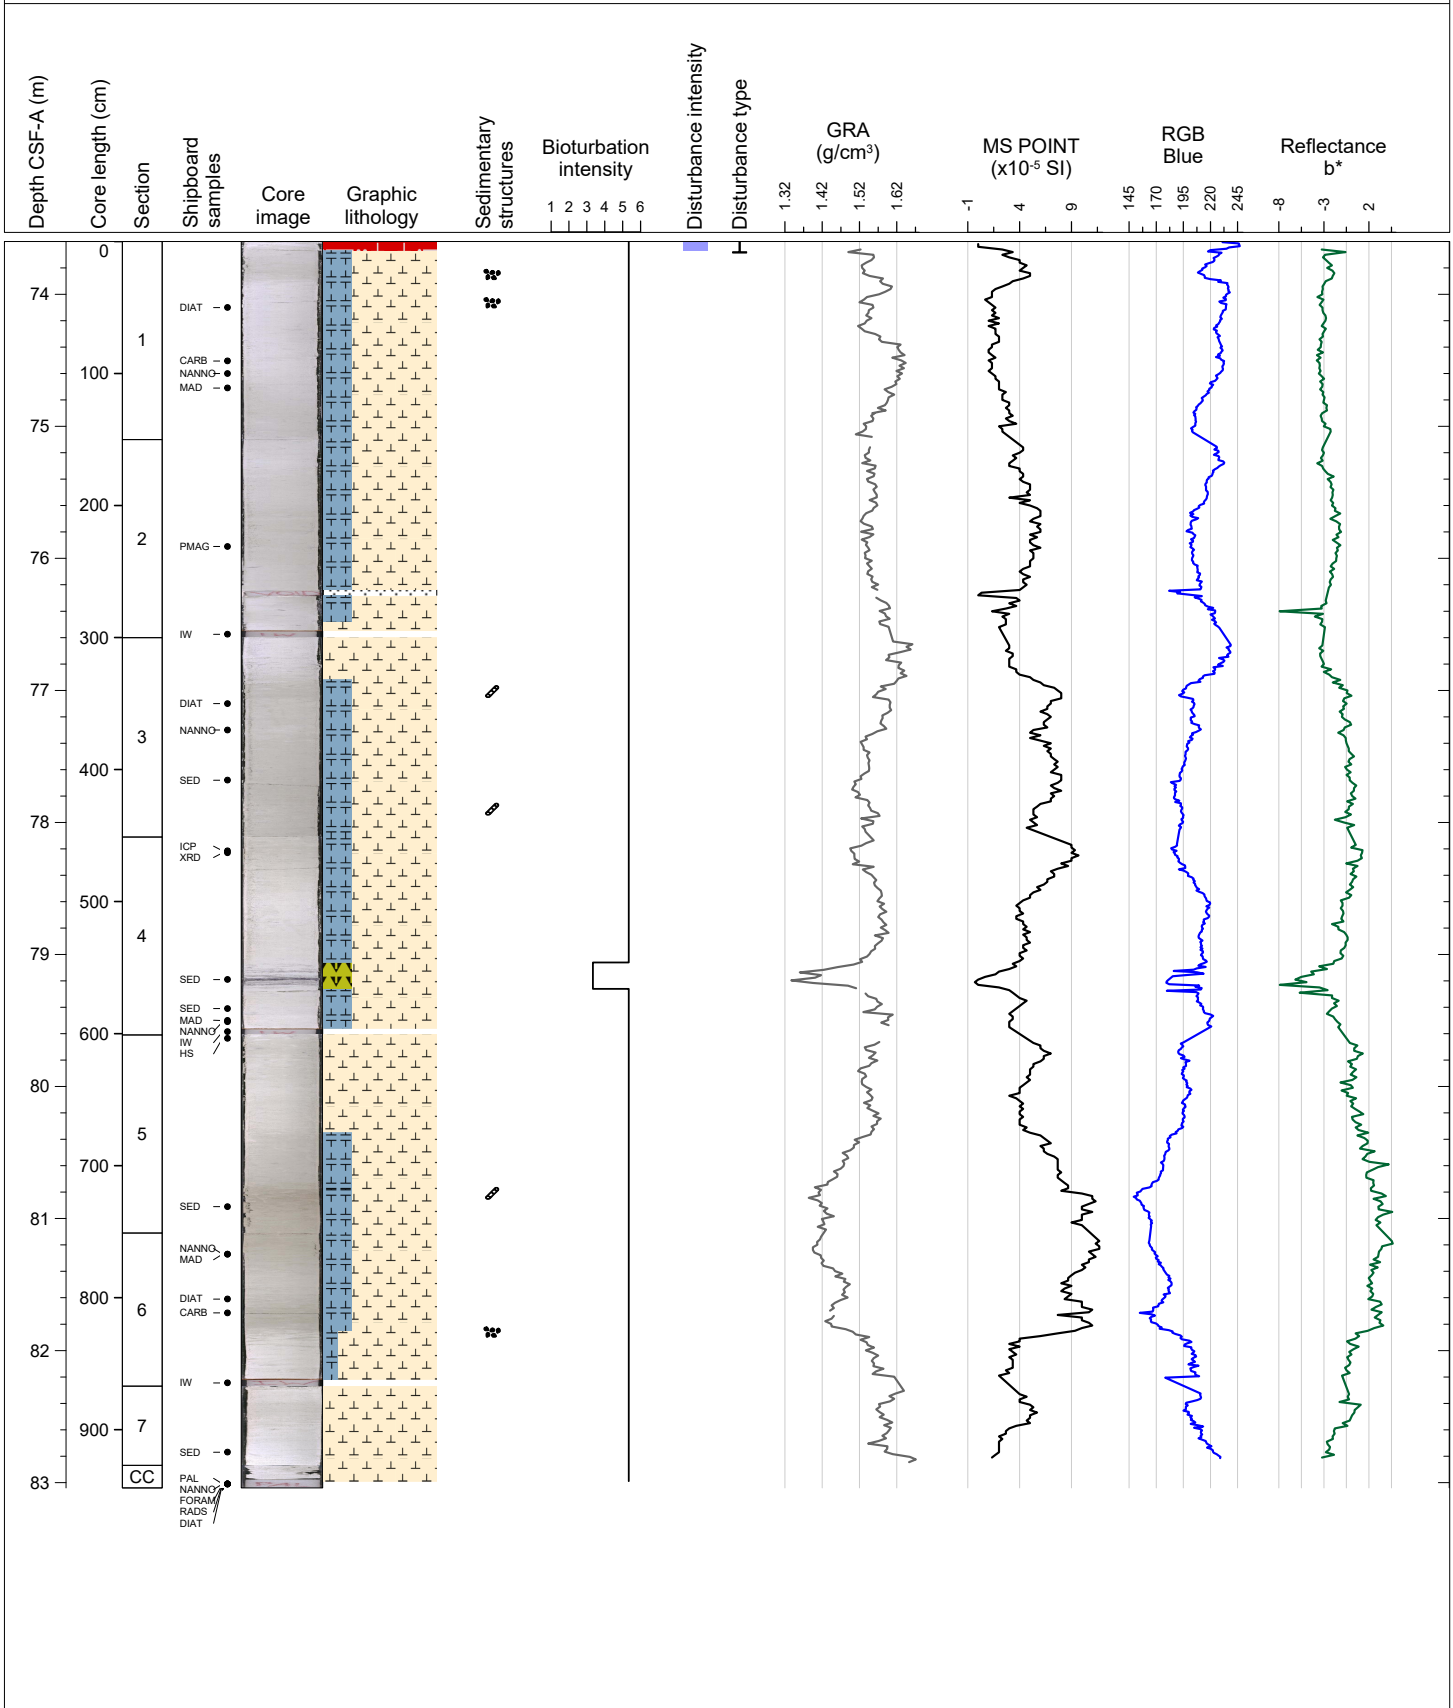 Depth CSF-A (m)
Core length (cm)
Section
Shipboard
samples
Core
image
Graphic
lithology
Sedimentary
structures
Bioturbation
intensity
1 2 3 4 5 6
Disturbance intensity
Disturbance type
GRA
(g/cm³)
1.32 1.42 1.52 1.62
MS POINT
(x10⁻⁵ SI)
-1 4 9
RGB
Blue
145 170 195 220 245
Reflectance
b*
-8 -3 2
0
74
DIAT
1
CARB
100
NANNO
MAD
75
200
2
PMAG
76
IW
300
77
DIAT
NANNO
3
400
SED
78
ICP
XRD
500
4
79
SED
SED
MAD
NANNO
600
IW
HS
80
5
700
SED
81
NANNO
MAD
DIAT
800
6
CARB
82
IW
7
900
SED
CC
PAL
83
NANNO
FORAM
RADS
DIAT